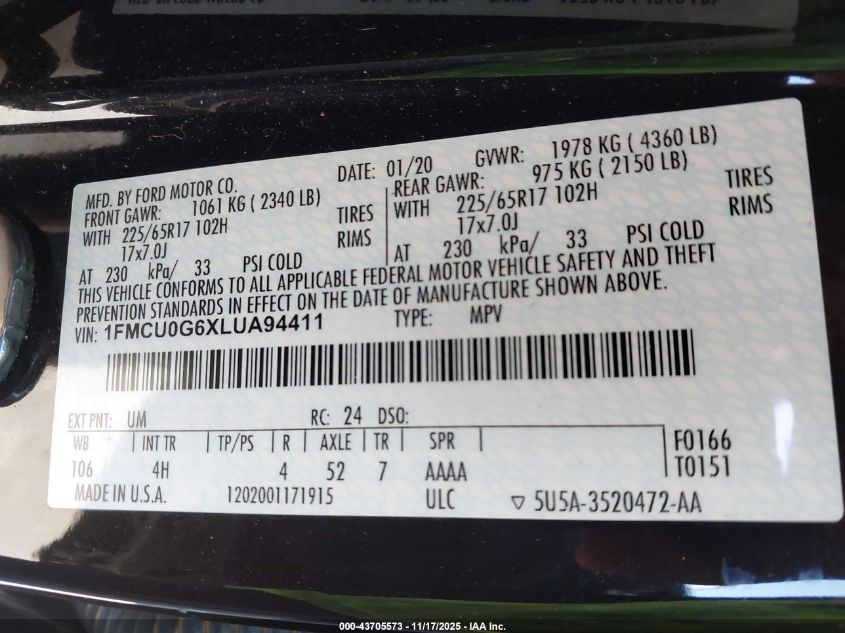 MFD. BY FORD MOTOR CO. DATE: 01/20 GVWR: 1978 KG ( 4360 LB)
FRONT GAWR: 1061 KG ( 2340 LB) REAR GAWR: 975 KG ( 2150 LB)
WITH 225/65R17 102H TIRES WITH 225/65R17 102H TIRES
17x7.0J RIMS 17x7.0J RIMS
AT 230 kPa/ 33 PSI COLD AT 230 kPa/ 33 PSI COLD
THIS VEHICLE CONFORMS TO ALL APPLICABLE FEDERAL MOTOR VEHICLE SAFETY AND THEFT
PREVENTION STANDARDS IN EFFECT ON THE DATE OF MANUFACTURE SHOWN ABOVE.
VIN: 1FMCU0G6XLUA94411 TYPE: MPV
EXT PNT: UM RC: 24 DSO:
WB INT TR TP/PS R AXLE TR SPR F0166
106 4H 4 52 7 AAAA T0151
MADE IN U.S.A. 1202001171915 ULC ▽ 5U5A-3520472-AA
000-43705573 - 11/17/2025 - IAA Inc.